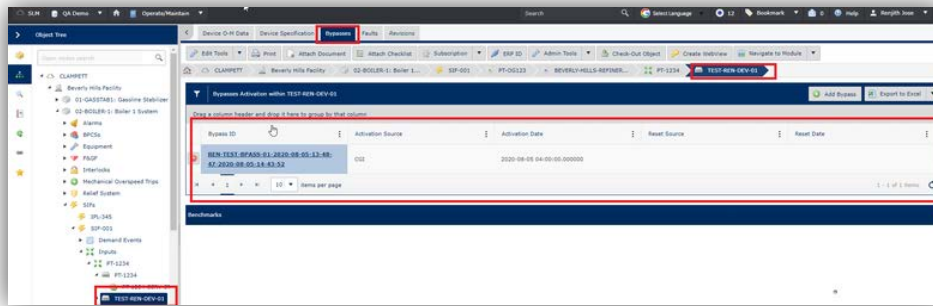 SLM QA Demo Operate/Maintain Search Select Language 12 Bookmark 0 Help Renjith Jose
Object Tree
Device O-M Data Device Specification Bypasses Faults Revisions
Edit Tools Print Attach Document Attach Checklist Subscription ERP ID Admin Tools Check-Out Object Create WebView Navigate to Module
CLAMPETT Beverly Hills Facility 02-BOILER-1: Boiler 1... SIF-001 PT-OG123 BEVERLY-HILLS-REFINER... PT-1234 TEST-REN-DEV-01
CLAMPETT
Beverly Hills Facility
01-GASSTAB1: Gasoline Stabilizer
02-BOILER-1: Boiler 1 System
Alarms
BPCSs
Equipment
F&GF
Interlocks
Mechanical Overspeed Trips
Relief System
SIFs
IPL-345
SIF-001
Demand Events
Inputs
PT-1234
PT-1234
TEST-REN-DEV-01
Bypasses Activation within TEST-REN-DEV-01 Add Bypass Export to Excel
Drag a column header and drop it here to group by that column
Bypass ID Activation Source Activation Date Reset Source Reset Date
REN-TEST-BPASS-01-2020-08-05-13-48-
47-2020-08-05-14-43-52
CGI 2020-08-05 04:00:00.000000
1 10 items per page 1 - 1 of 1 items
Benchmarks